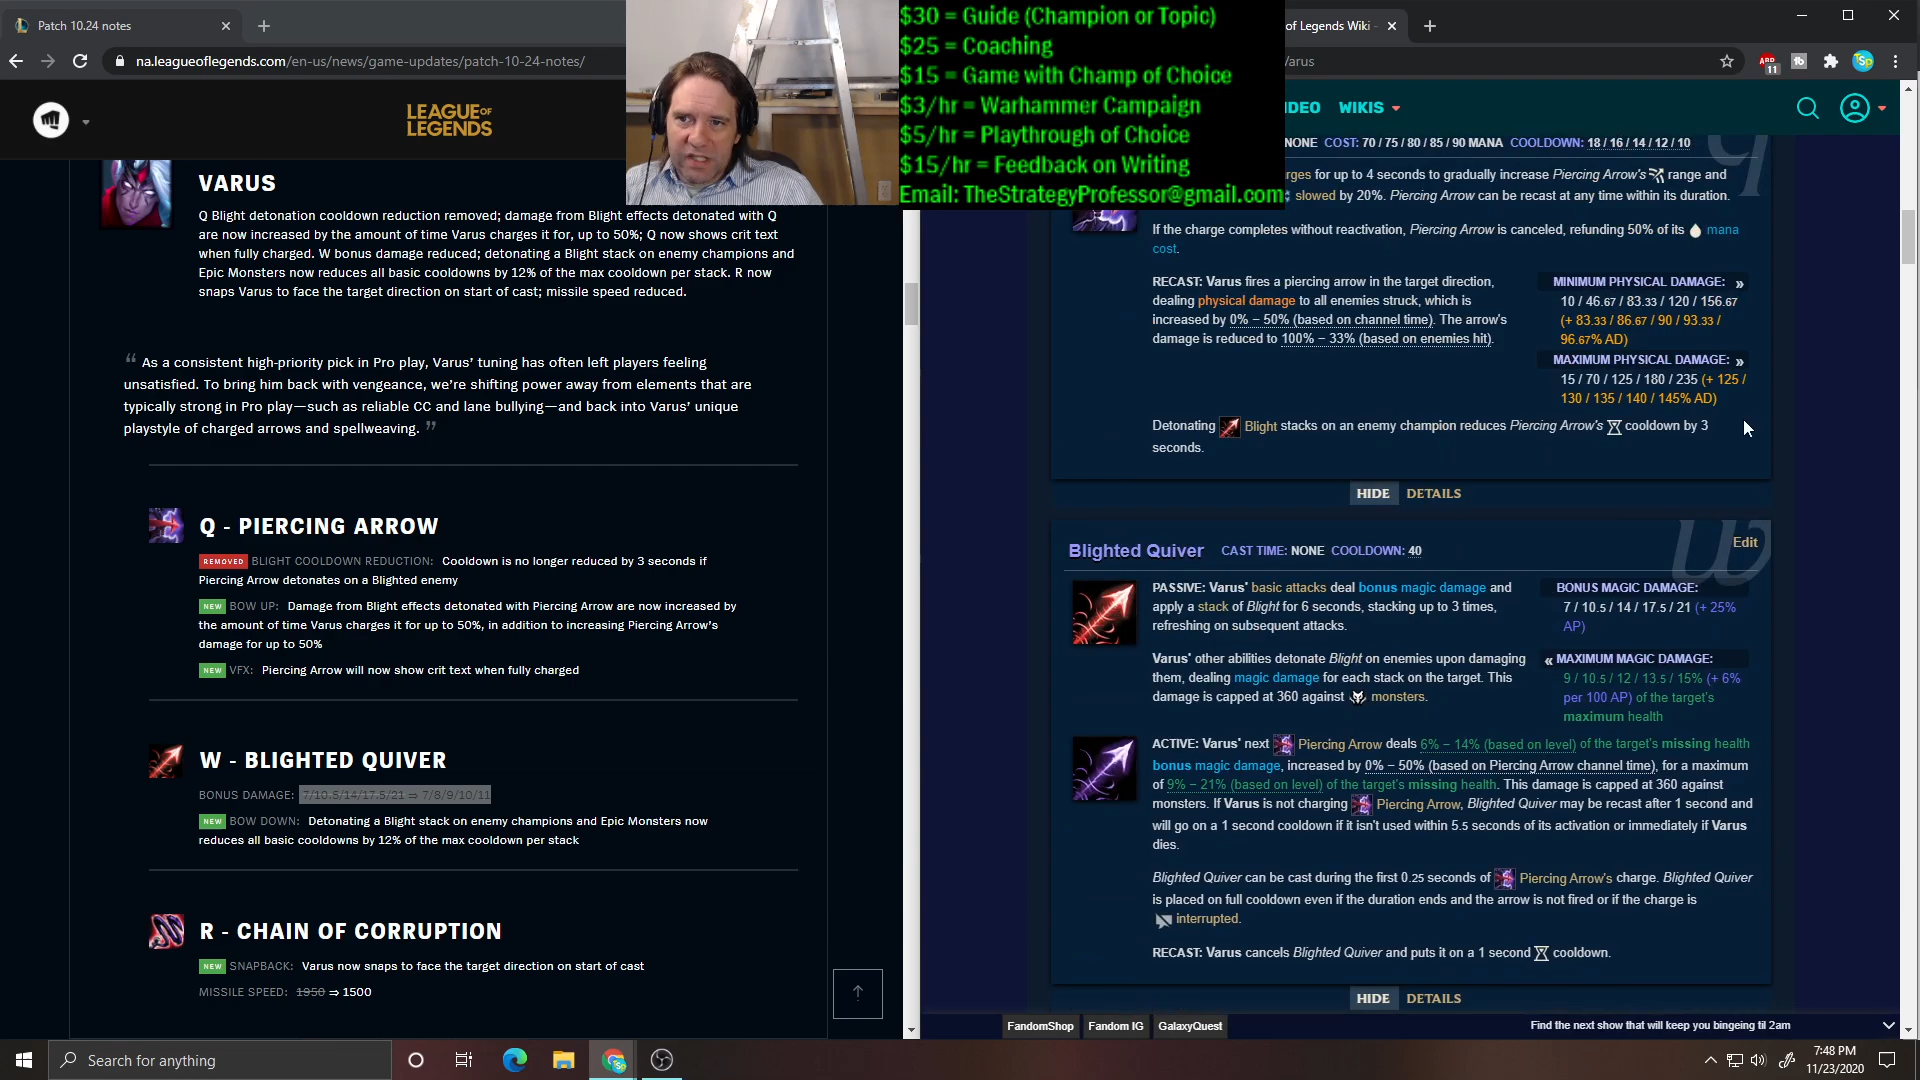 Patch 10.24 notes
of Legends Wiki -
na.leagueoflegends.com/en-us/news/game-updates/patch-10-24-notes/
/arus
ABP
11
LEAGUE OF
LEGENDS
$30 = Guide (Champion or Topic)
$25 = Coaching
$15 = Game with Champ of Choice
$3/hr = Warhammer Campaign
$5/hr = Playthrough of Choice
$15/hr = Feedback on Writing
Email: TheStrategyProfessor@gmail.com
IDEO WIKIS
VARUS
Q Blight detonation cooldown reduction removed; damage from Blight effects detonated with Q
are now increased by the amount of time Varus charges it for, up to 50%; Q now shows crit text
when fully charged. W bonus damage reduced; detonating a Blight stack on enemy champions and
Epic Monsters now reduces all basic cooldowns by 12% of the max cooldown per stack. R now
snaps Varus to face the target direction on start of cast; missile speed reduced.
“ As a consistent high-priority pick in Pro play, Varus’ tuning has often left players feeling
unsatisfied. To bring him back with vengeance, we’re shifting power away from elements that are
typically strong in Pro play—such as reliable CC and lane bullying—and back into Varus’ unique
playstyle of charged arrows and spellweaving. ”
Q - PIERCING ARROW
REMOVED BLIGHT COOLDOWN REDUCTION: Cooldown is no longer reduced by 3 seconds if
Piercing Arrow detonates on a Blighted enemy
NEW BOW UP: Damage from Blight effects detonated with Piercing Arrow are now increased by
the amount of time Varus charges it for up to 50%, in addition to increasing Piercing Arrow’s
damage for up to 50%
NEW VFX: Piercing Arrow will now show crit text when fully charged
W - BLIGHTED QUIVER
BONUS DAMAGE: 7/10.5/14/17.5/21 ⇒ 7/8/9/10/11
NEW BOW DOWN: Detonating a Blight stack on enemy champions and Epic Monsters now
reduces all basic cooldowns by 12% of the max cooldown per stack
R - CHAIN OF CORRUPTION
NEW SNAPBACK: Varus now snaps to face the target direction on start of cast
MISSILE SPEED: 1950 ⇒ 1500
NONE COST: 70 / 75 / 80 / 85 / 90 MANA COOLDOWN: 18 / 16 / 14 / 12 / 10
rges for up to 4 seconds to gradually increase Piercing Arrow's range and
slowed by 20%. Piercing Arrow can be recast at any time within its duration.
If the charge completes without reactivation, Piercing Arrow is canceled, refunding 50% of its mana
cost.
RECAST: Varus fires a piercing arrow in the target direction,
dealing physical damage to all enemies struck, which is
increased by 0% − 50% (based on channel time). The arrow's
damage is reduced to 100% − 33% (based on enemies hit).
MINIMUM PHYSICAL DAMAGE: »
10 / 46.67 / 83.33 / 120 / 156.67
(+ 83.33 / 86.67 / 90 / 93.33 /
96.67% AD)
MAXIMUM PHYSICAL DAMAGE: »
15 / 70 / 125 / 180 / 235 (+ 125 /
130 / 135 / 140 / 145% AD)
Detonating Blight stacks on an enemy champion reduces Piercing Arrow's cooldown by 3
seconds.
HIDE DETAILS
Blighted Quiver CAST TIME: NONE COOLDOWN: 40
Edit
PASSIVE: Varus' basic attacks deal bonus magic damage and
apply a stack of Blight for 6 seconds, stacking up to 3 times,
refreshing on subsequent attacks.
BONUS MAGIC DAMAGE:
7 / 10.5 / 14 / 17.5 / 21 (+ 25%
AP)
Varus' other abilities detonate Blight on enemies upon damaging
them, dealing magic damage for each stack on the target. This
damage is capped at 360 against monsters.
« MAXIMUM MAGIC DAMAGE:
9 / 10.5 / 12 / 13.5 / 15% (+ 6%
per 100 AP) of the target's
maximum health
ACTIVE: Varus' next Piercing Arrow deals 6% − 14% (based on level) of the target's missing health
bonus magic damage, increased by 0% − 50% (based on Piercing Arrow channel time), for a maximum
of 9% − 21% (based on level) of the target's missing health. This damage is capped at 360 against
monsters. If Varus is not charging Piercing Arrow, Blighted Quiver may be recast after 1 second and
will go on a 1 second cooldown if it isn't used within 5.5 seconds of its activation or immediately if Varus
dies.
Blighted Quiver can be cast during the first 0.25 seconds of Piercing Arrow's charge. Blighted Quiver
is placed on full cooldown even if the duration ends and the arrow is not fired or if the charge is
interrupted.
RECAST: Varus cancels Blighted Quiver and puts it on a 1 second cooldown.
HIDE DETAILS
FandomShop Fandom IG GalaxyQuest
Find the next show that will keep you bingeing til 2am
Search for anything
7:48 PM
11/23/2020